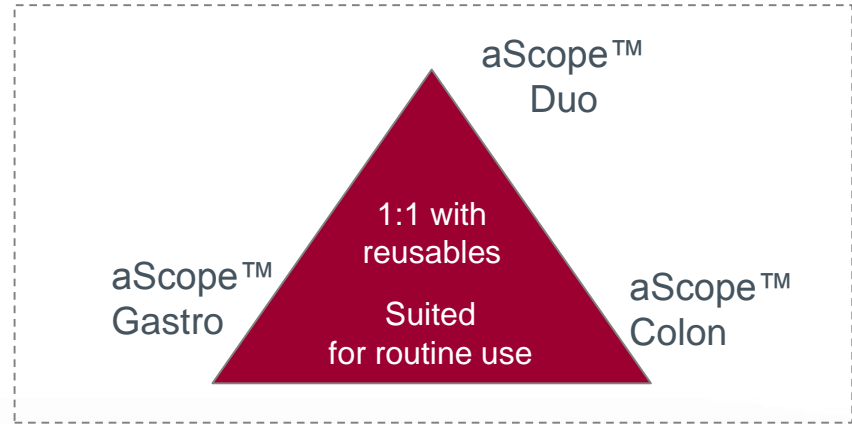 aScope™
Duo
1:1 with
reusables
aScope™
Gastro
Suited
for routine use
aScope™
Colon